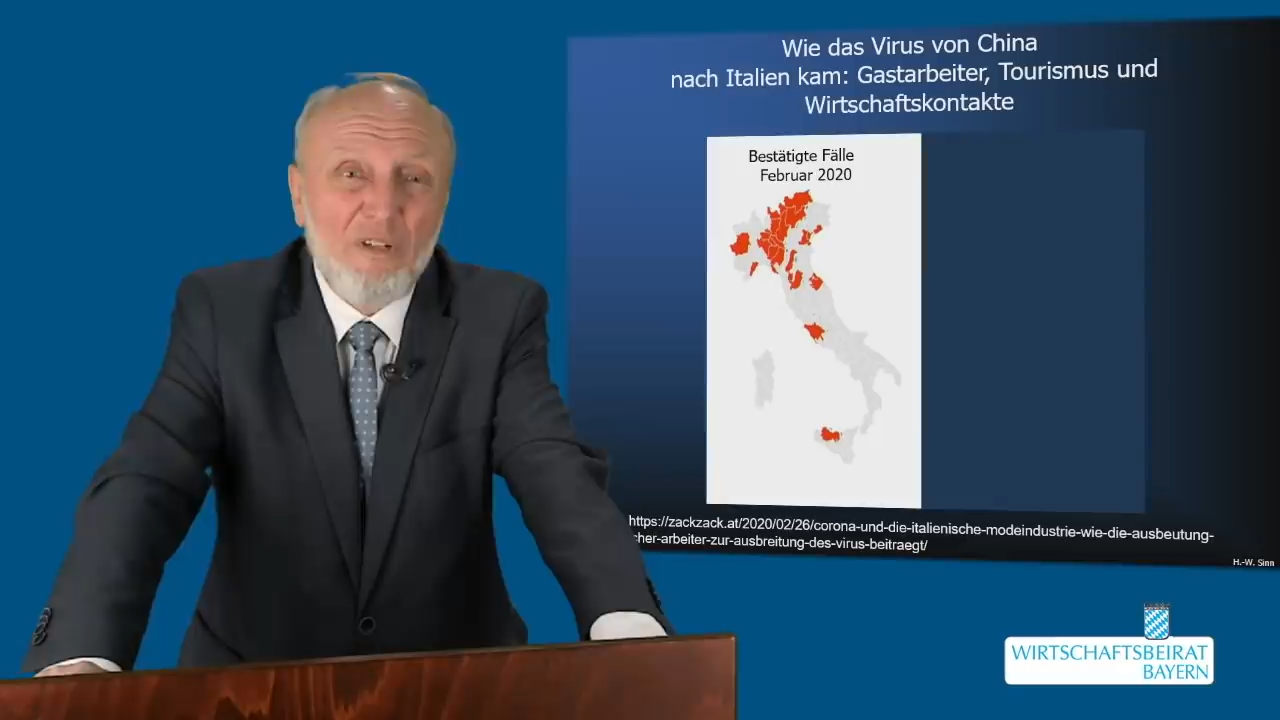 Wie das Virus von China
nach Italien kam: Gastarbeiter, Tourismus und
Wirtschaftskontakte
Bestätigte Fälle
Februar 2020
https://zackzack.at/2020/02/26/corona-und-die-italienische-modeindustrie-wie-die-ausbeutung-
cher-arbeiter-zur-ausbreitung-des-virus-beitraegt/
H.-W. Sinn
WIRTSCHAFTSBEIRAT
BAYERN